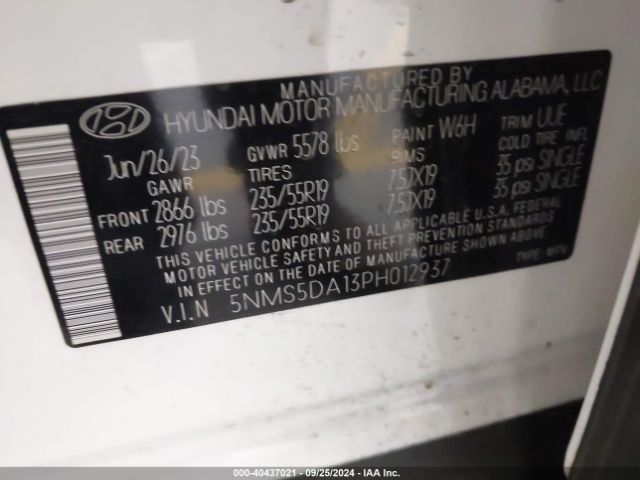 MANUFACTURED BY
HYUNDAI MOTOR MANUFACTURING ALABAMA, LLC
Jun/26/23 GVWR 5578 lbs PAINT W6H TRIM UUE
GAWR TIRES RIMS COLD TIRE INFL
FRONT 2866 lbs 235/55R19 7.5JX19 35 psi SINGLE
REAR 2976 lbs 235/55R19 7.5JX19 35 psi SINGLE
THIS VEHICLE CONFORMS TO ALL APPLICABLE U.S.A. FEDERAL
MOTOR VEHICLE SAFETY AND THEFT PREVENTION STANDARDS
IN EFFECT ON THE DATE OF MANUFACTURE SHOWN ABOVE
V.I.N 5NMS5DA13PH012937 TYPE: MPV
000-40437021 | 09/25/2024 | IAA Inc.